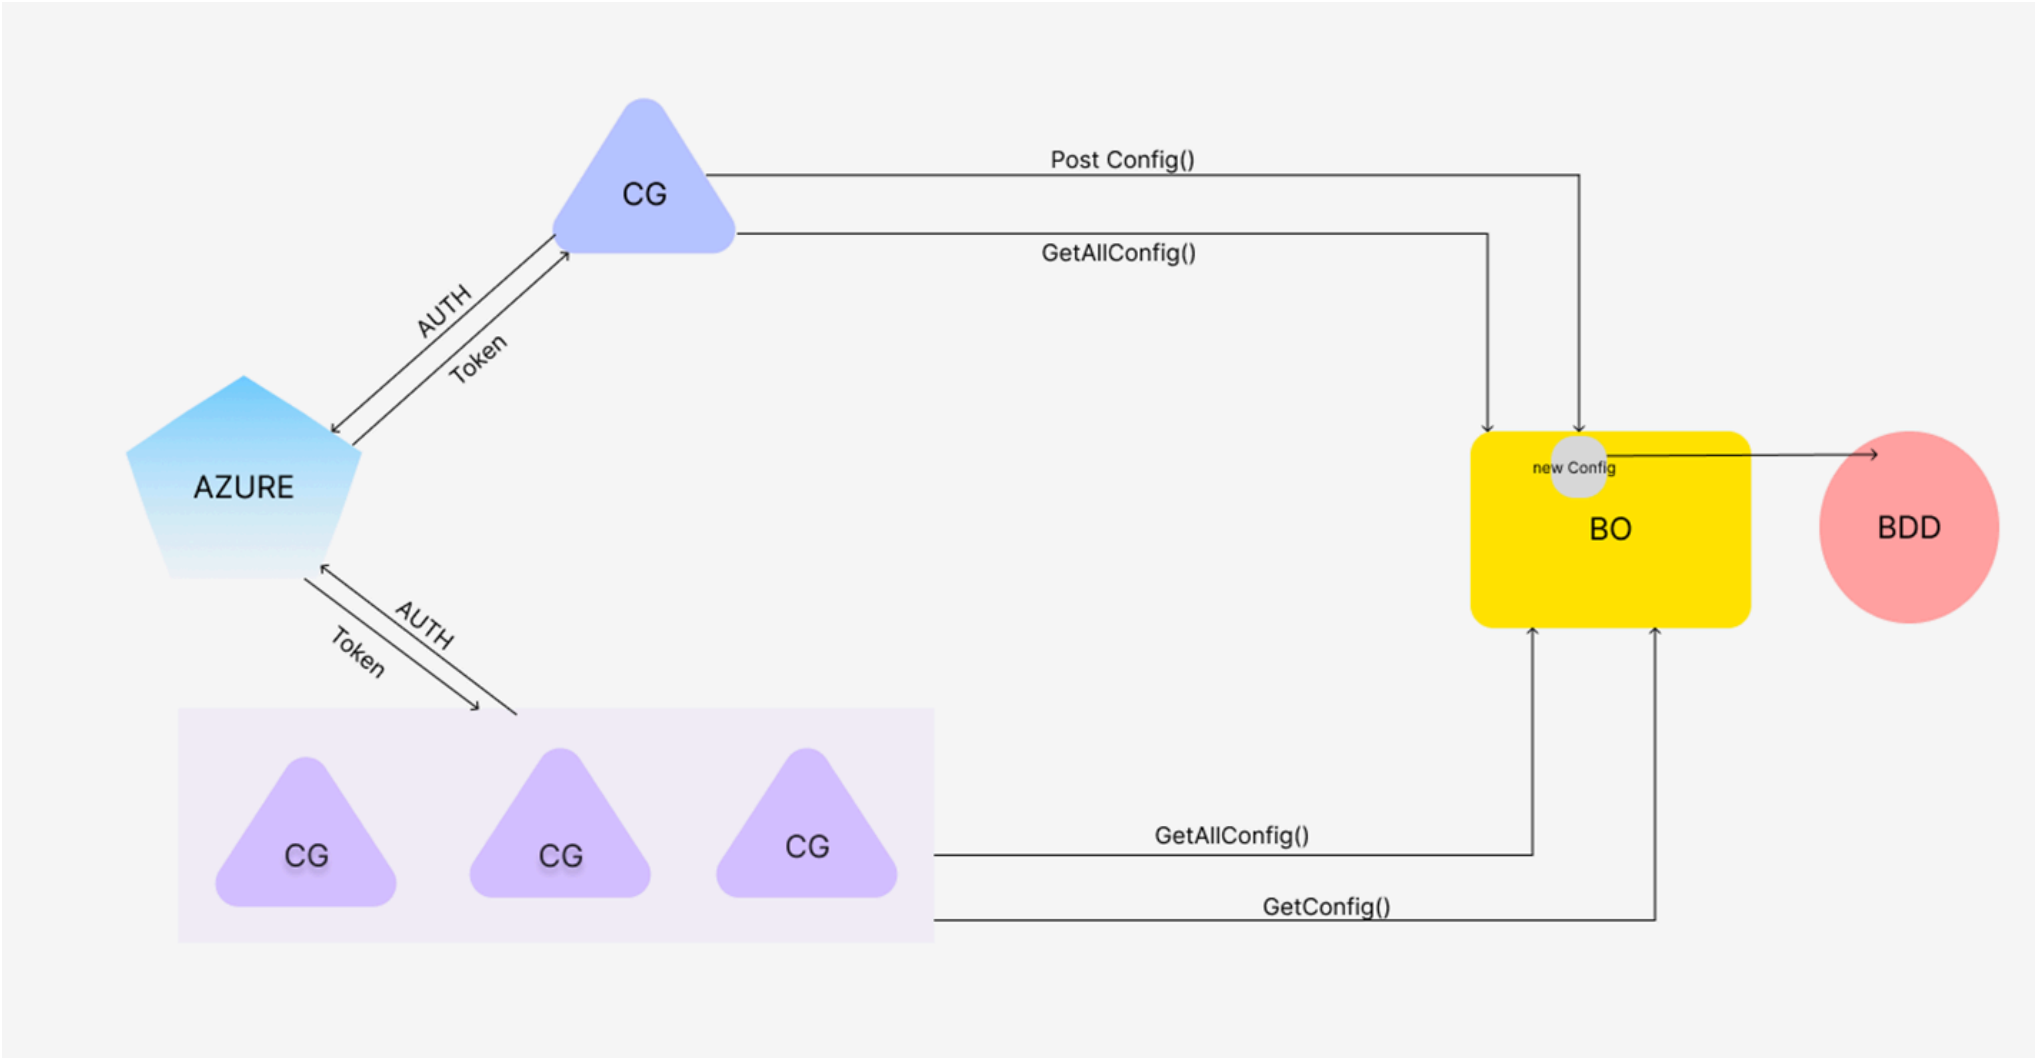 Post Config()
CG
GetAllConfig()
AUTH
Token
AZURE
new Config
BO
BDD
AUTH
Token
CG
CG
CG
GetAllConfig()
GetConfig()